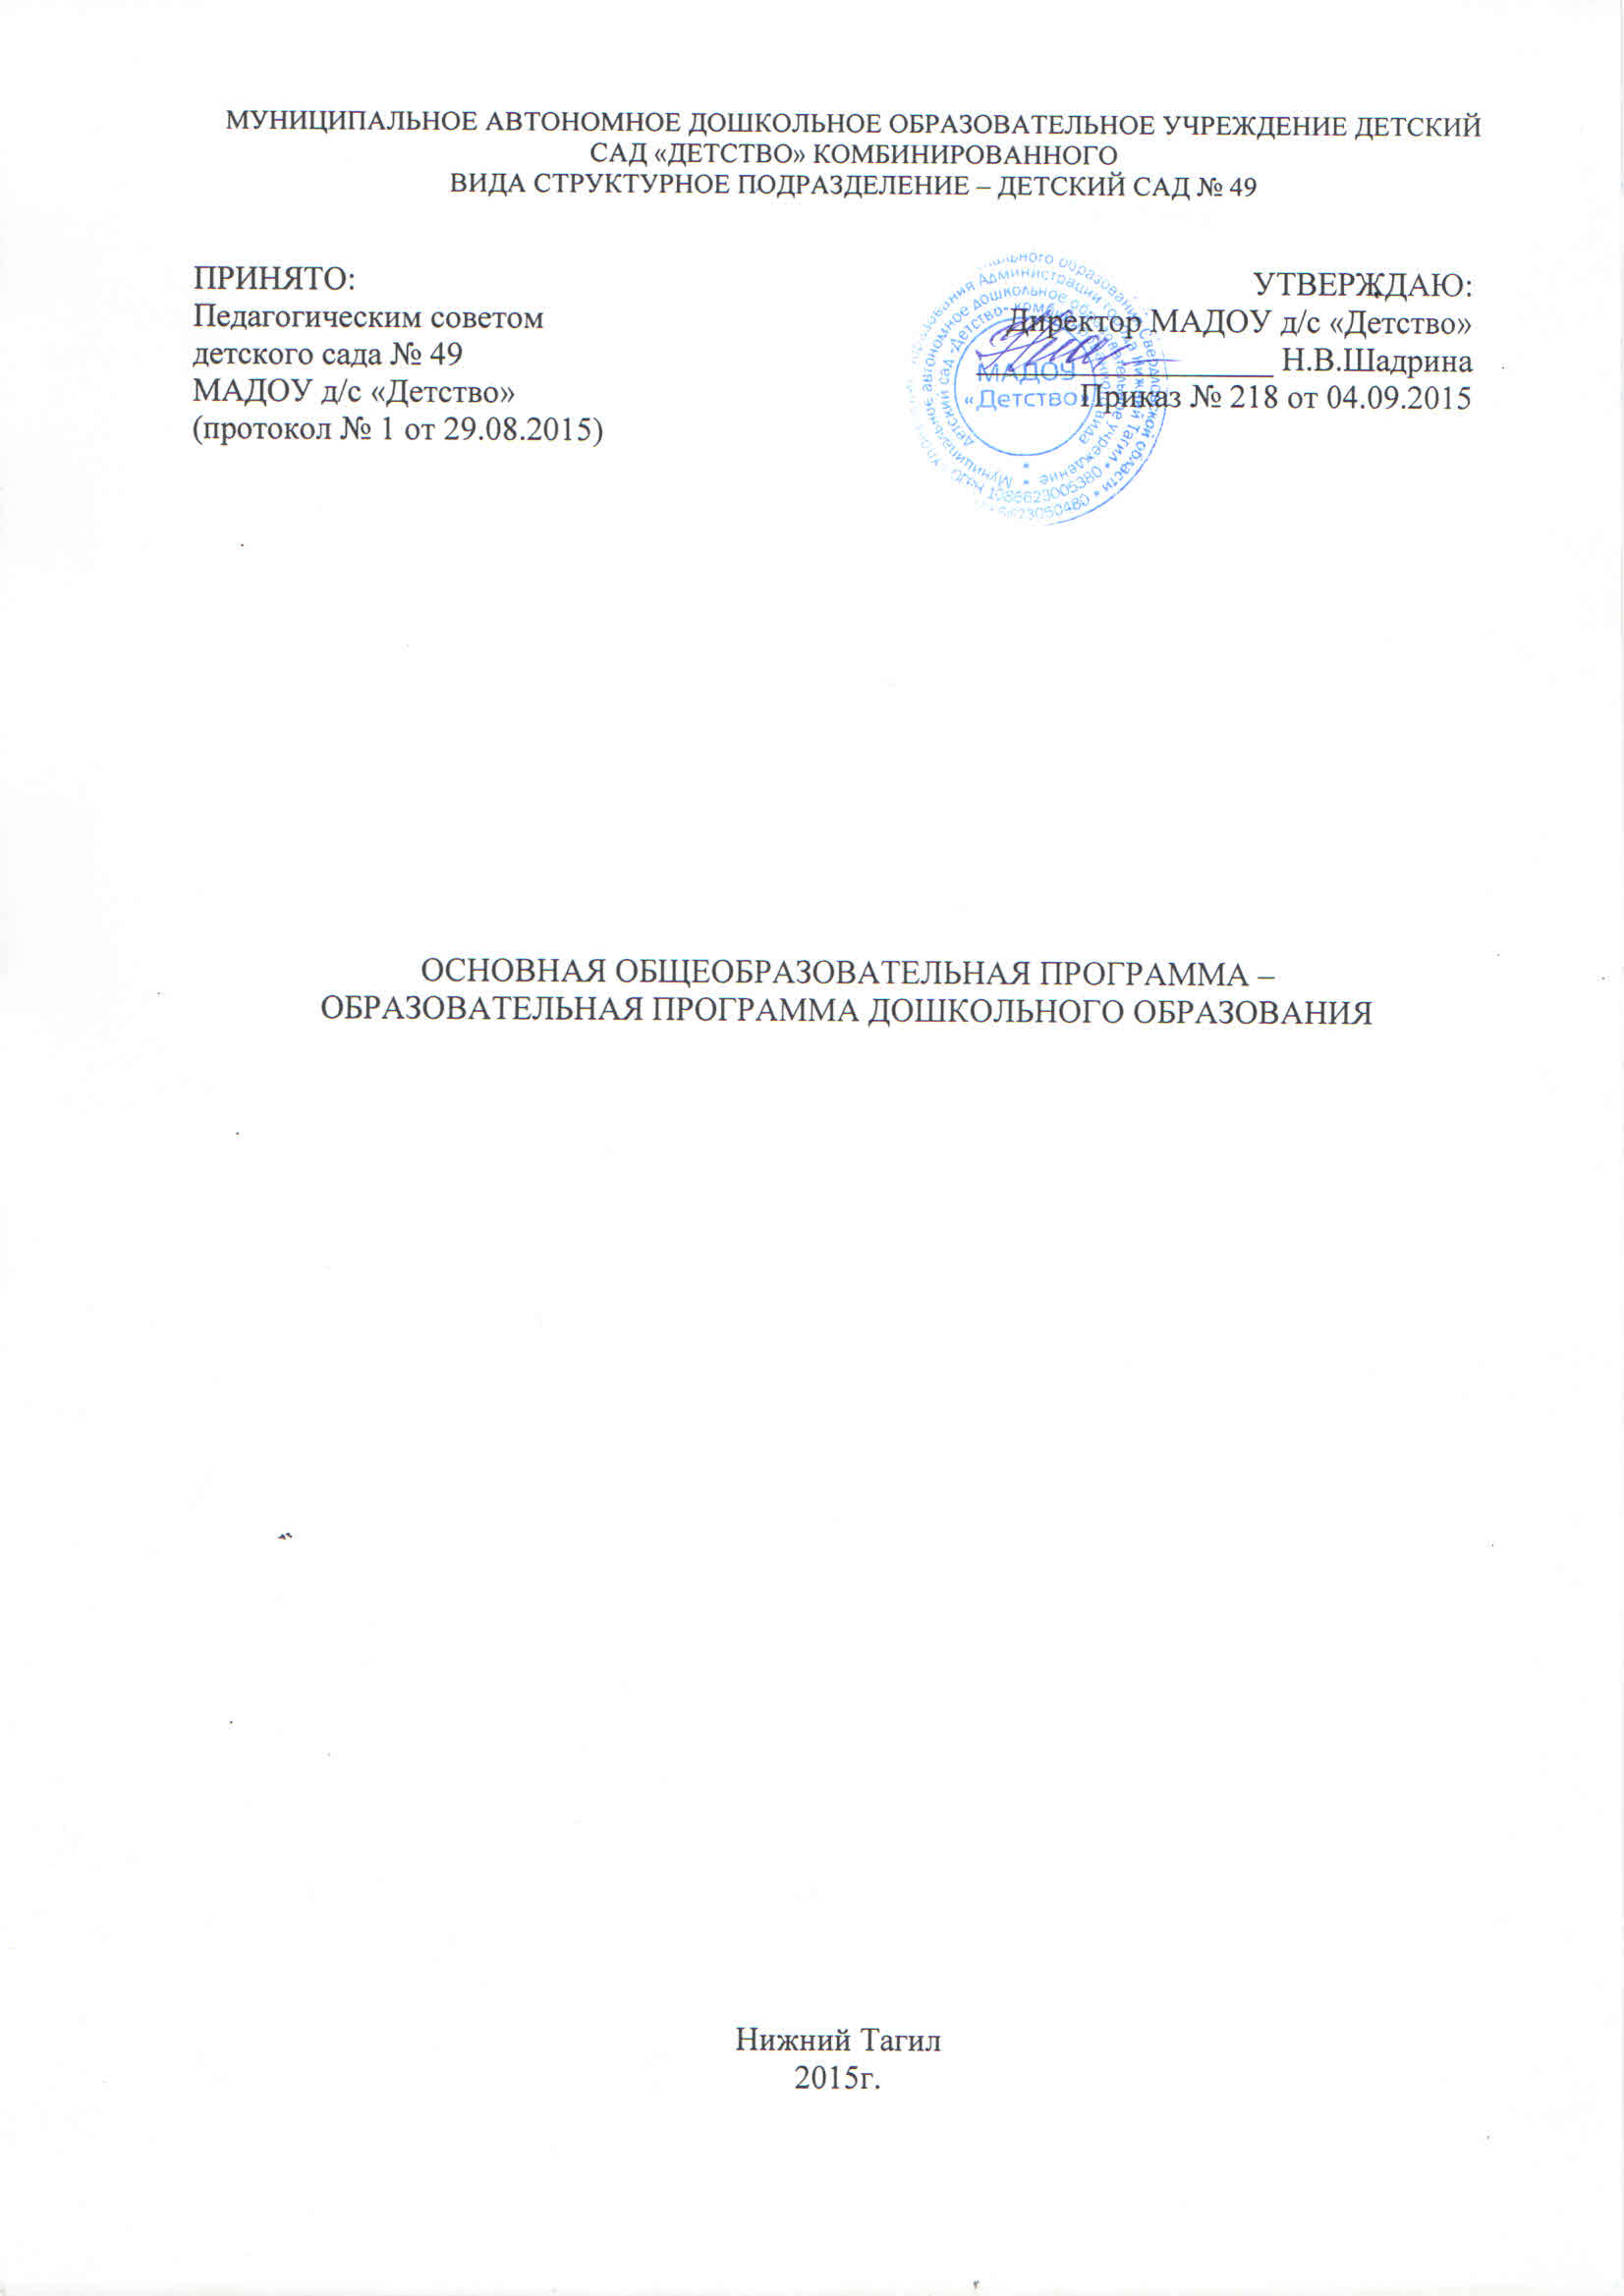 МУНИЦИПАЛЬНОЕ АВТОНОМНОЕ ДОШКОЛЬНОЕ ОБРАЗОВАТЕЛЬНОЕ УЧРЕЖДЕНИЕ ДЕТСКИЙ
САД «ДЕТСТВО» КОМБИНИРОВАННОГО
ВИДА СТРУКТУРНОЕ ПОДРАЗДЕЛЕНИЕ – ДЕТСКИЙ САД № 49
ПРИНЯТО:
Педагогическим советом
детского сада № 49
МАДОУ д/с «Детство»
(протокол № 1 от 29.08.2015)
УТВЕРЖДАЮ:
Директор МАДОУ д/с «Детство»
Н.В.Шадрина
Приказ № 218 от 04.09.2015
МАДОУ
«Детство»
ОСНОВНАЯ ОБЩЕОБРАЗОВАТЕЛЬНАЯ ПРОГРАММА –
ОБРАЗОВАТЕЛЬНАЯ ПРОГРАММА ДОШКОЛЬНОГО ОБРАЗОВАНИЯ
Нижний Тагил
2015г.